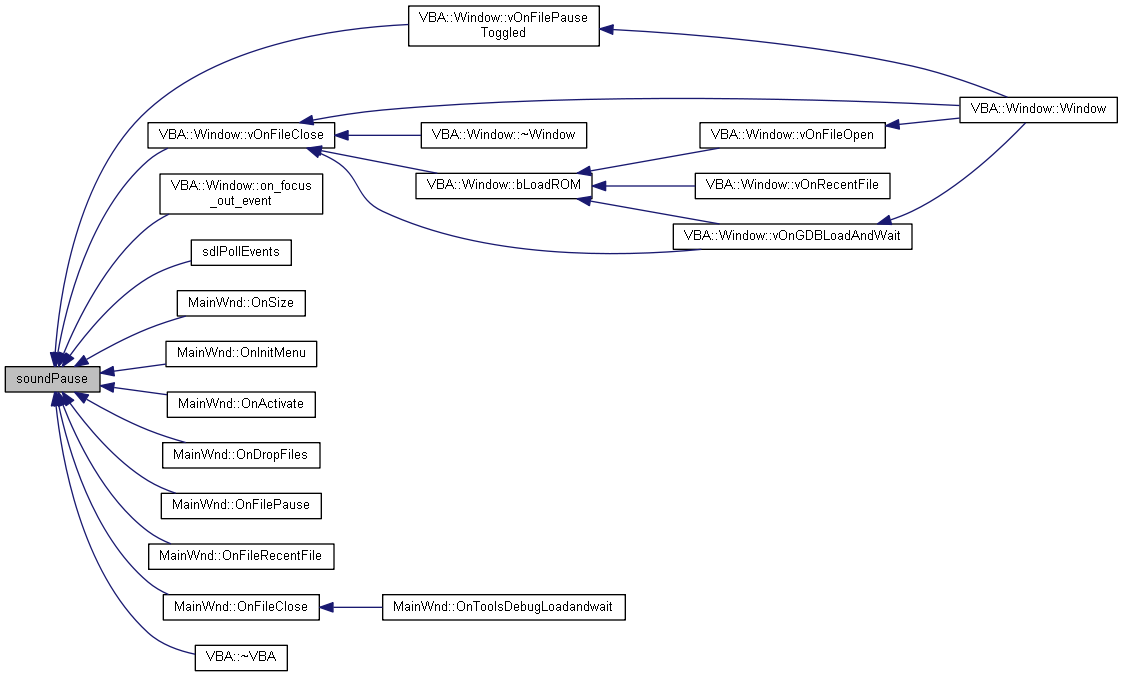 VBA::Window::vOnFilePause
Toggled
VBA::Window::Window
VBA::Window::vOnFileClose
VBA::Window::~Window
VBA::Window::vOnFileOpen
VBA::Window::bLoadROM
VBA::Window::vOnRecentFile
VBA::Window::on_focus
_out_event
VBA::Window::vOnGDBLoadAndWait
sdlPollEvents
MainWnd::OnSize
MainWnd::OnInitMenu
soundPause
MainWnd::OnActivate
MainWnd::OnDropFiles
MainWnd::OnFilePause
MainWnd::OnFileRecentFile
MainWnd::OnFileClose
MainWnd::OnToolsDebugLoadandwait
VBA::~VBA